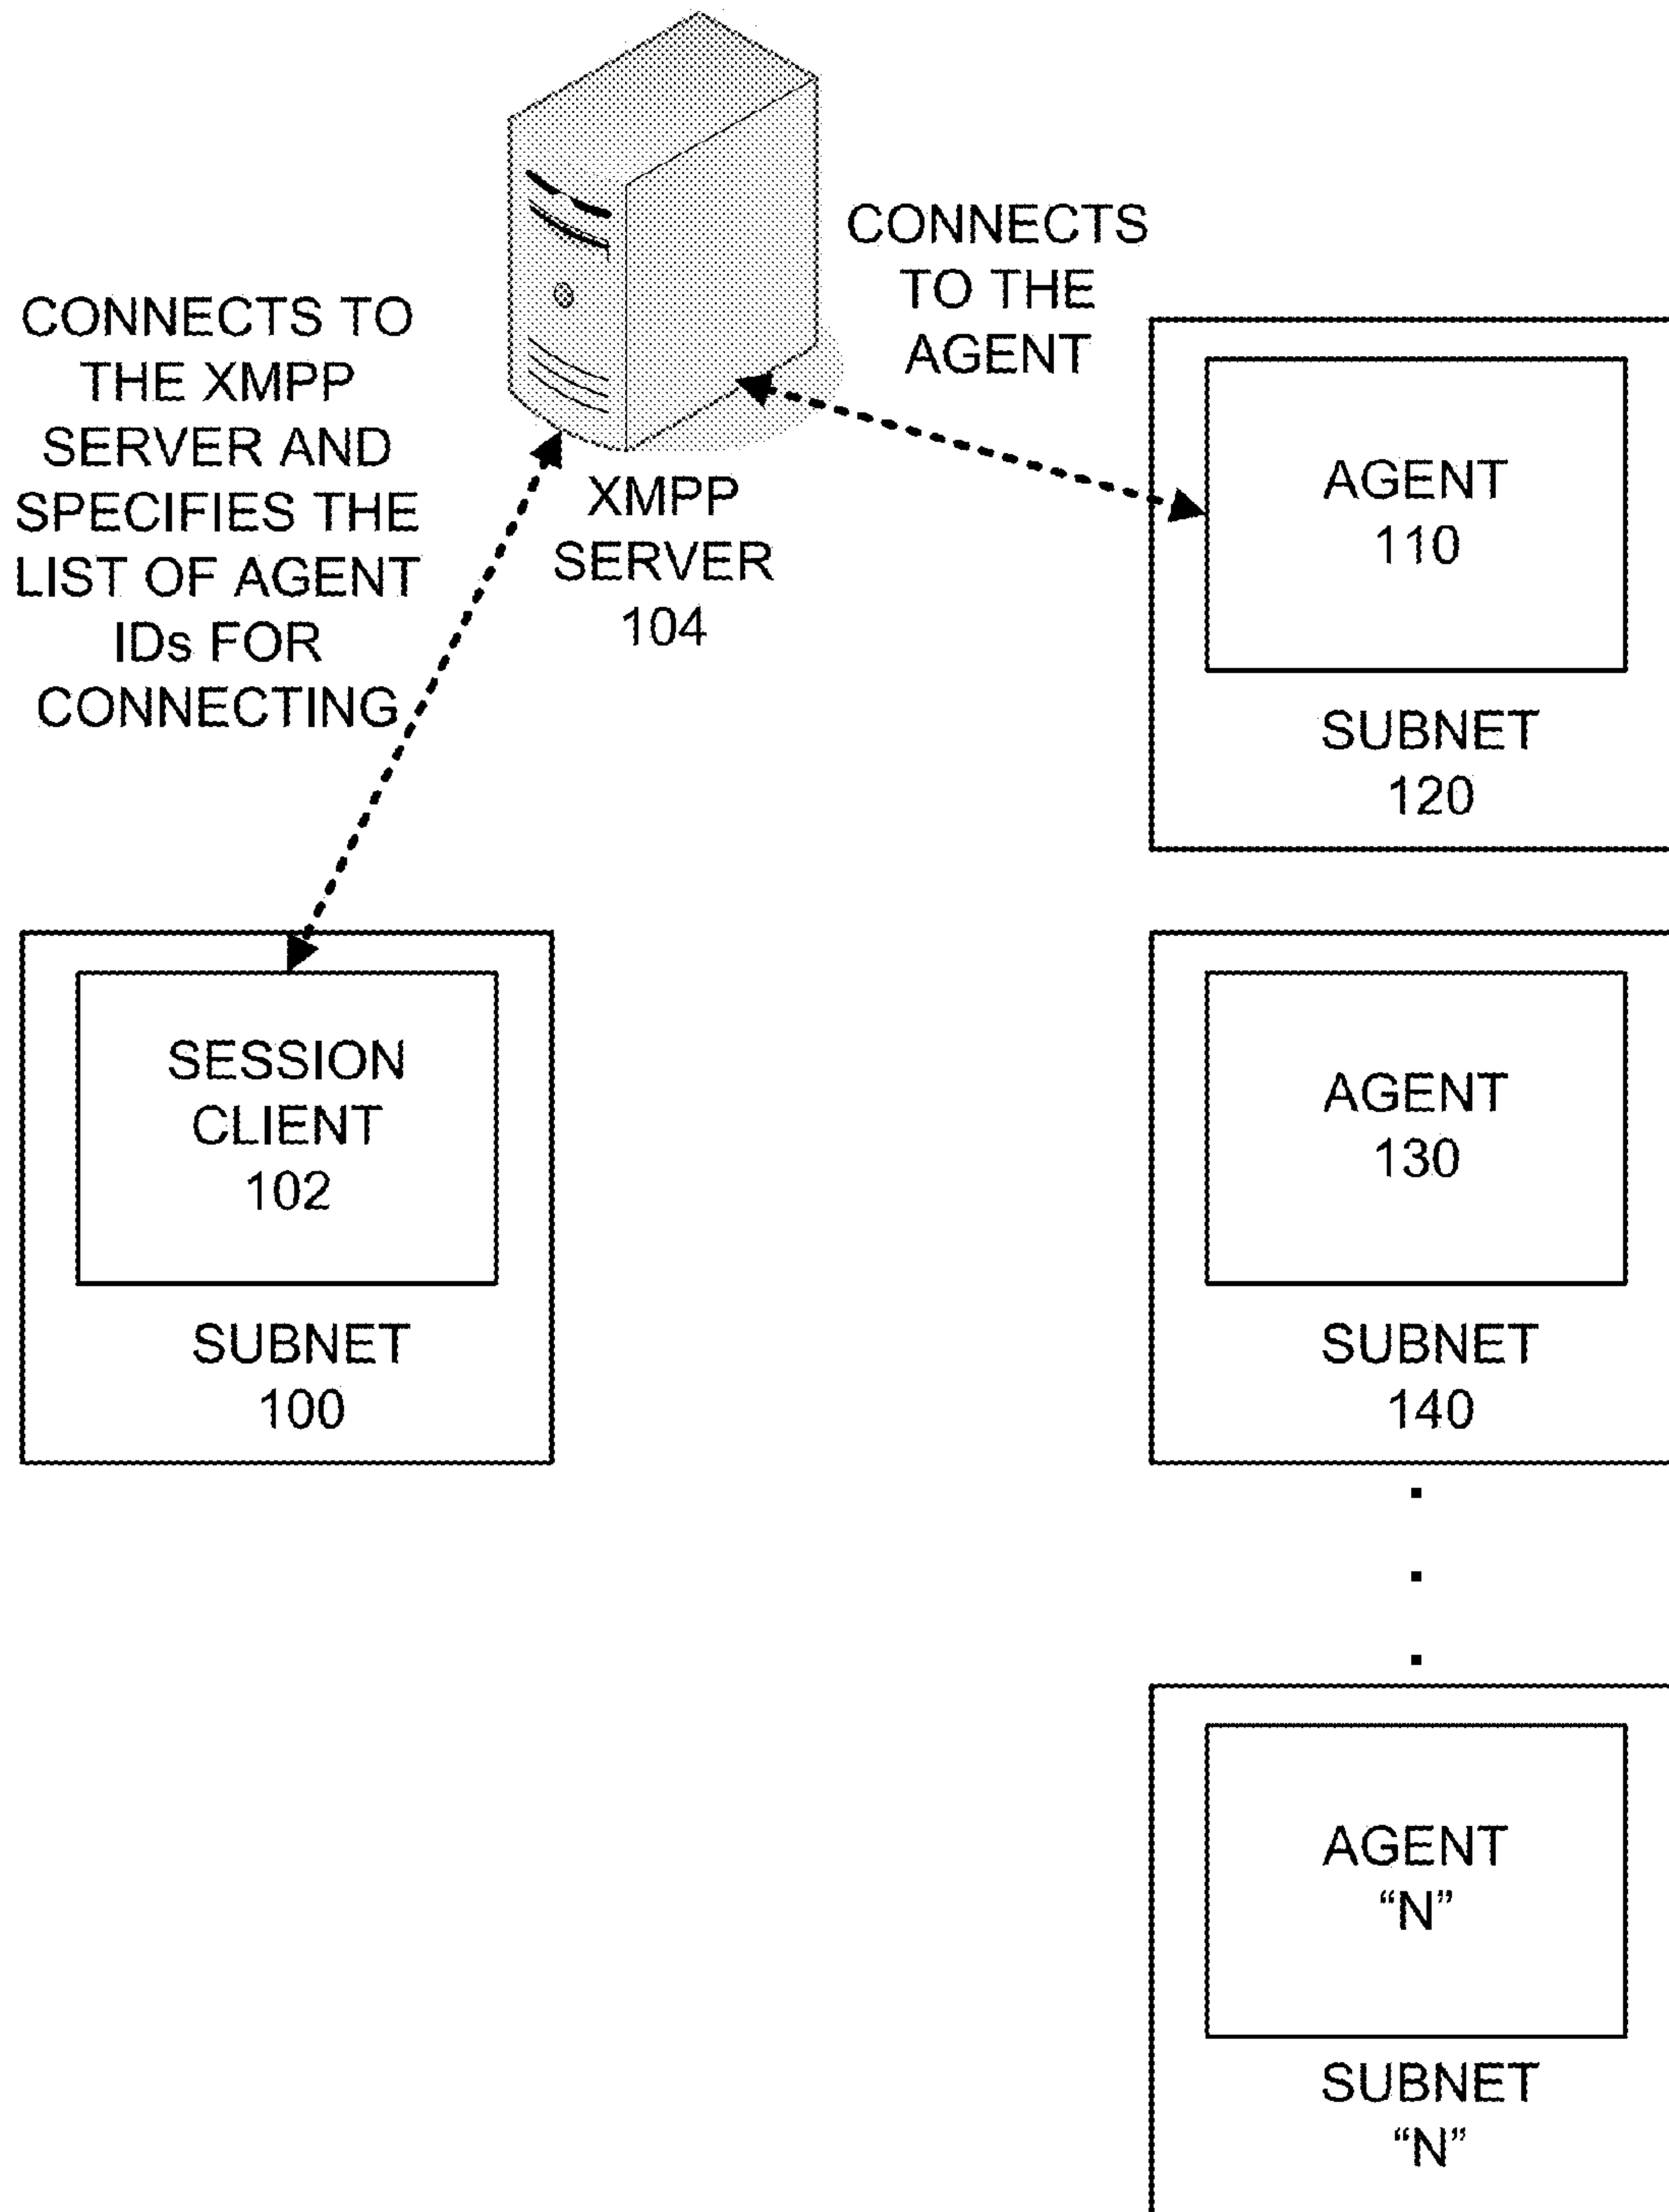 CONNECTS TO
THE XMPP
SERVER AND
SPECIFIES THE
LIST OF AGENT
IDs FOR
CONNECTING
XMPP
SERVER
104
CONNECTS
TO THE
AGENT
AGENT
110
SUBNET
120
SESSION
CLIENT
102
SUBNET
100
AGENT
130
SUBNET
140
.
.
.
AGENT
“N”
SUBNET
“N”